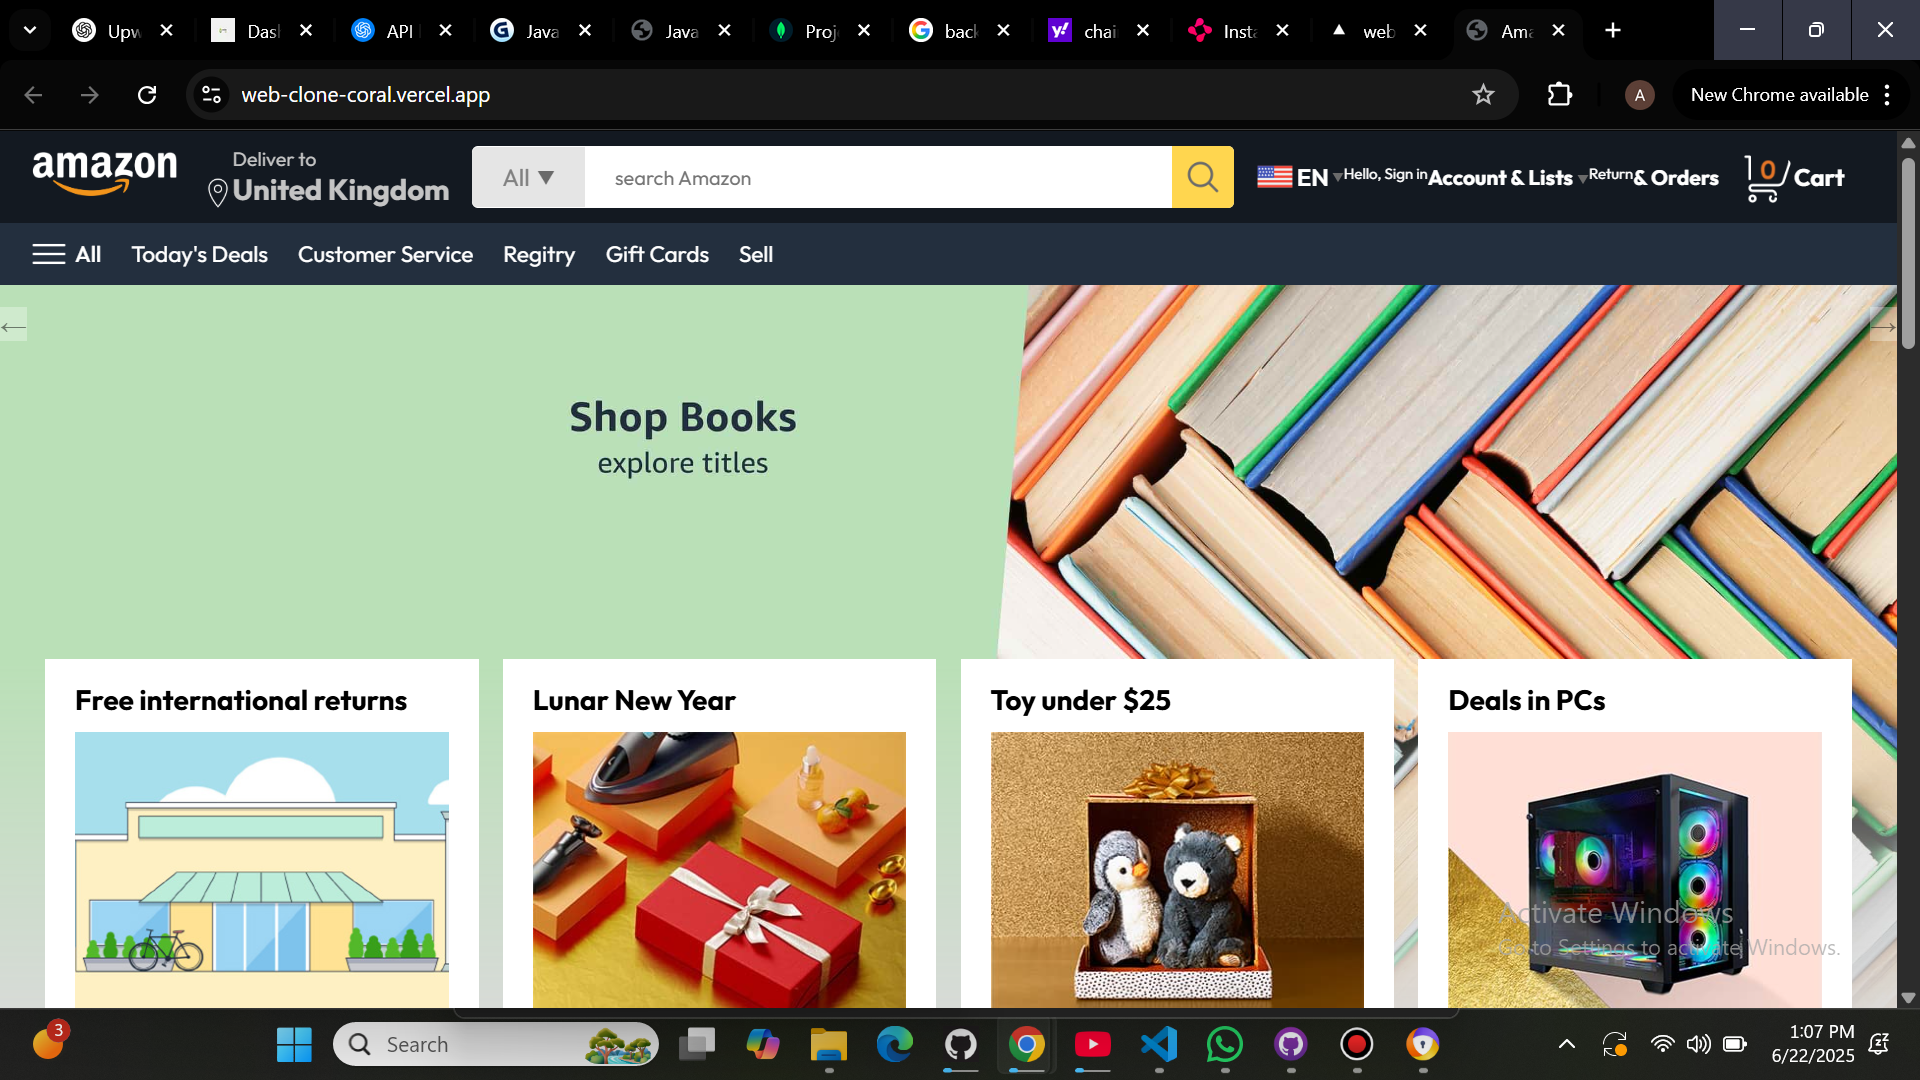 Upw
Das
API
Java
Java
Proj
back
chai
Insta
web
Ama
web-clone-coral.vercel.app
A
New Chrome available
amazon
Deliver to
United Kingdom
All ▼
search Amazon
EN
Hello, Sign in
Account & Lists
Return
& Orders
0
Cart
All
Today's Deals
Customer Service
Regitry
Gift Cards
Sell
←
→
Shop Books
explore titles
Free international returns
Lunar New Year
Toy under $25
Deals in PCs
Activate Windows
Go to Settings to activate Windows.
3
Search
1:07 PM
6/22/2025